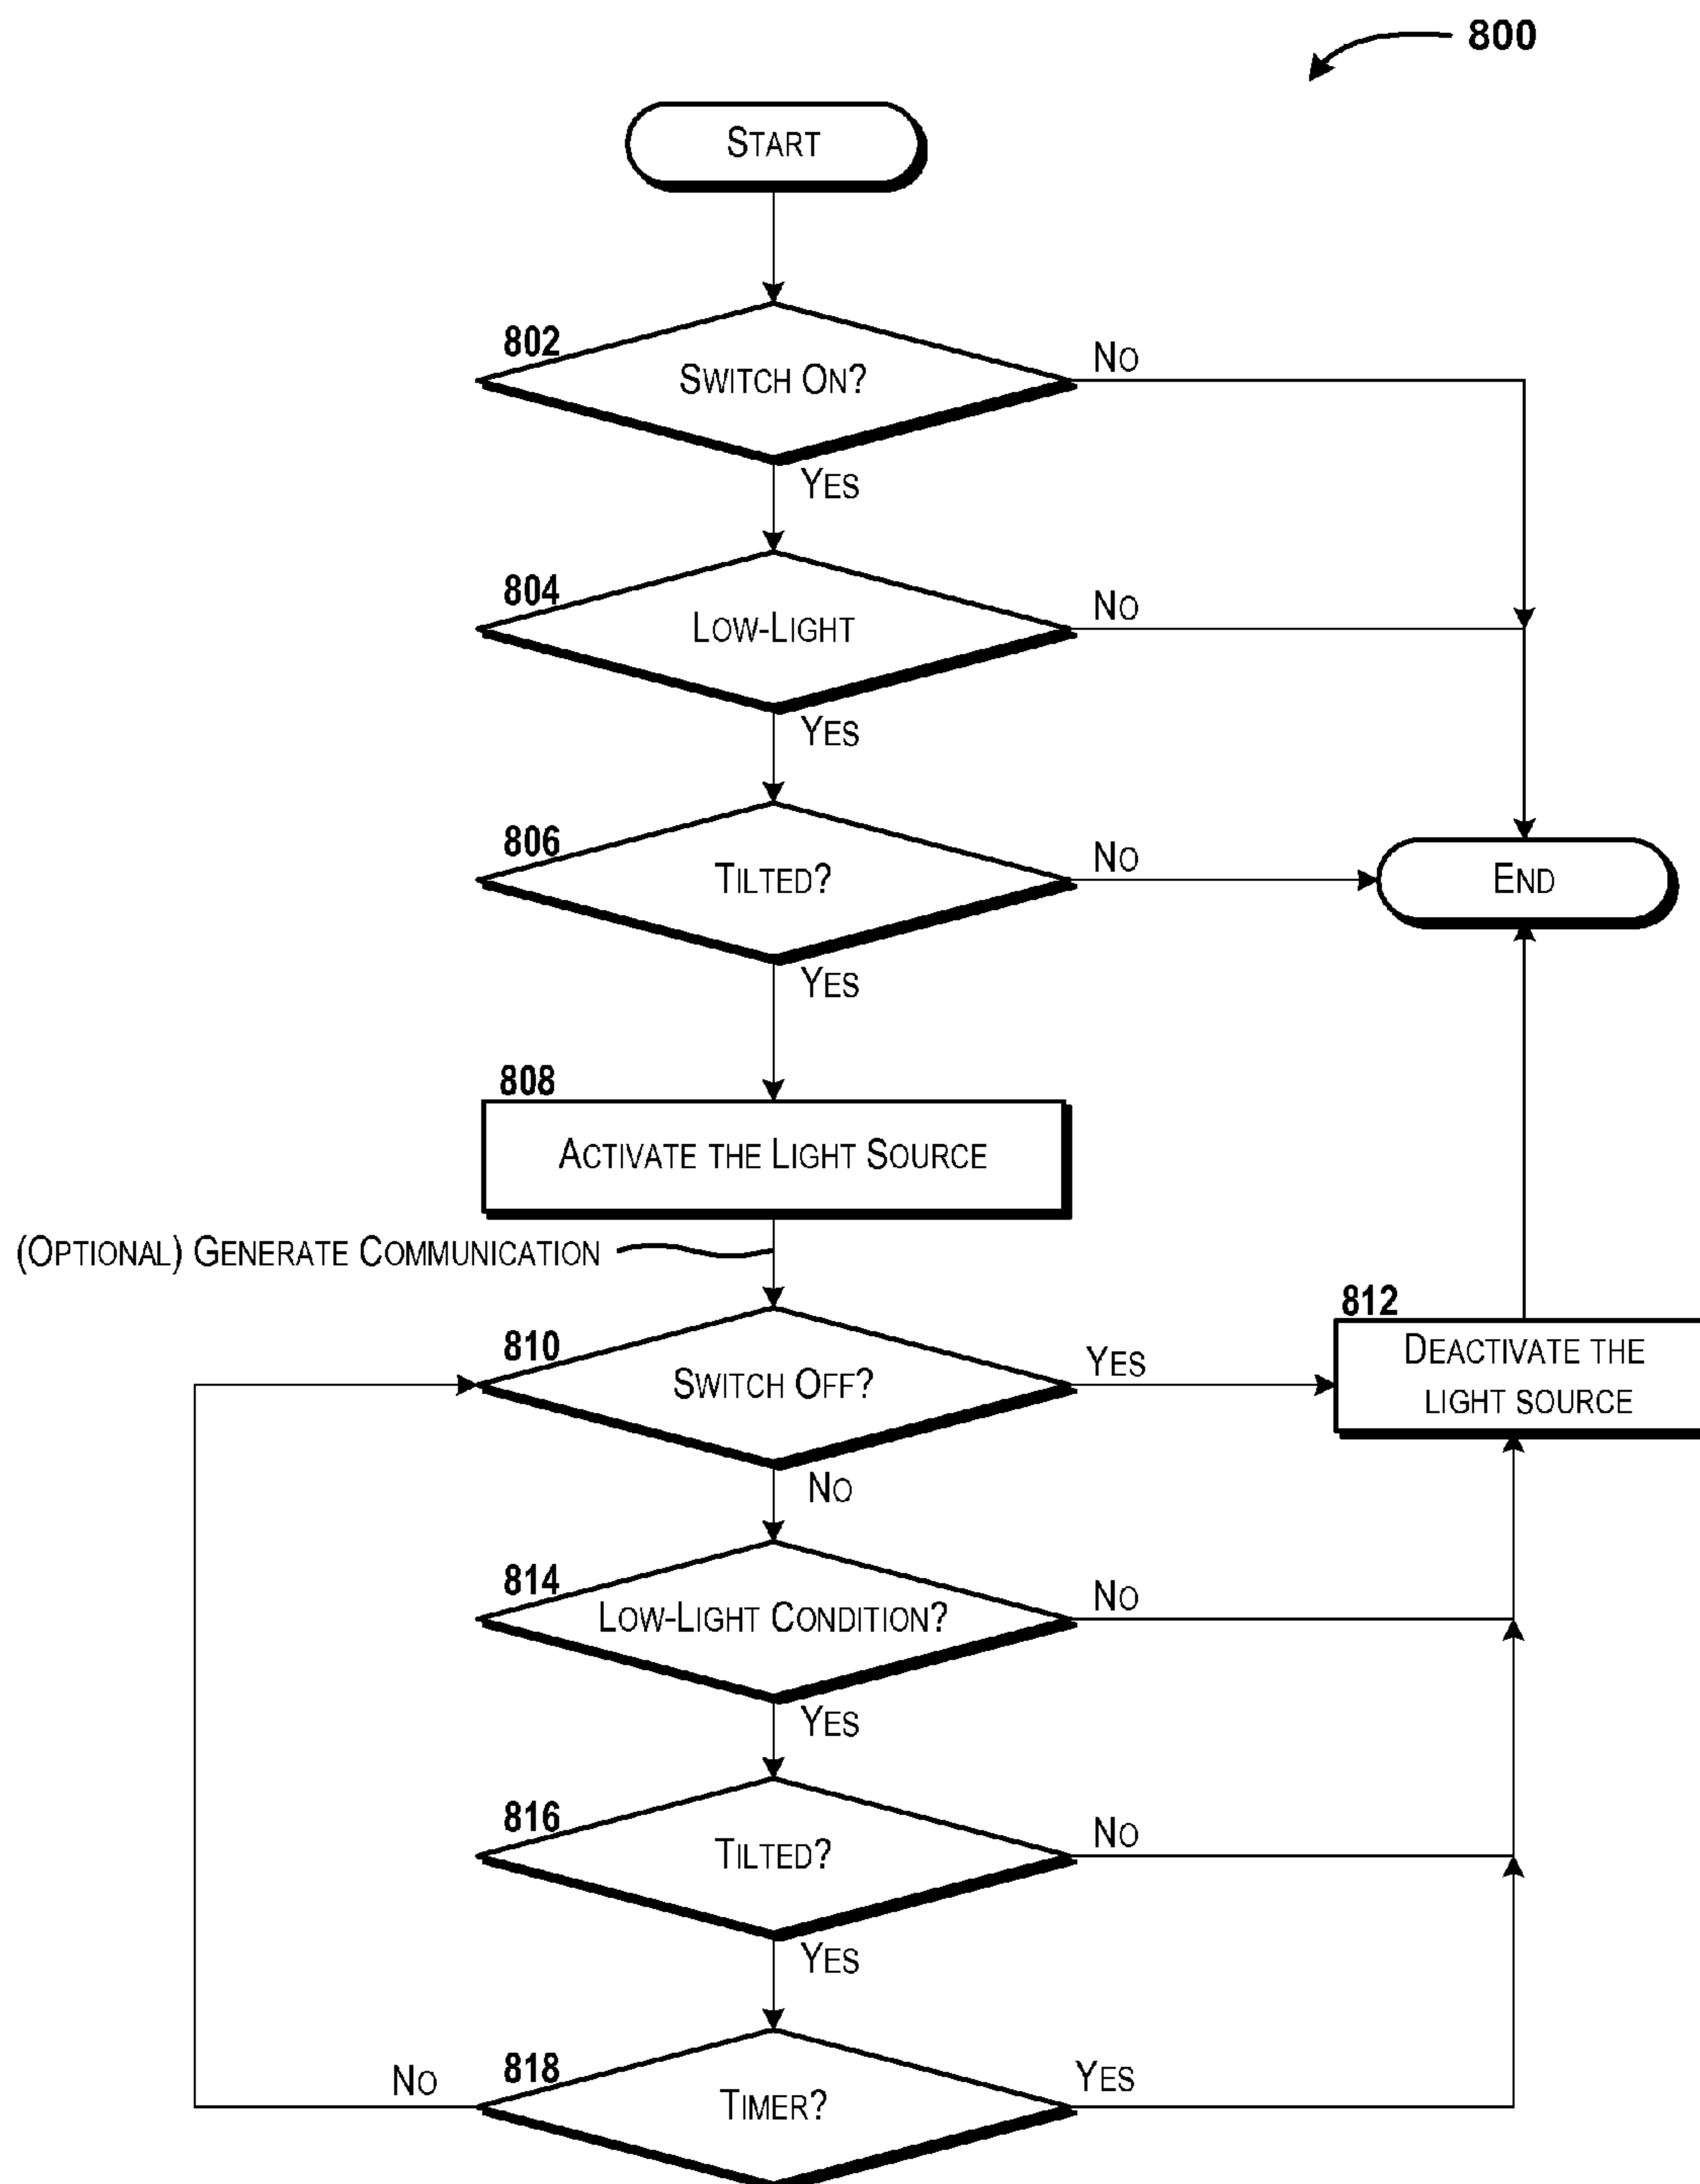 800
START
802
SWITCH ON?
NO
YES
804
LOW-LIGHT
NO
YES
806
TILTED?
NO
END
YES
808
ACTIVATE THE LIGHT SOURCE
(OPTIONAL) GENERATE COMMUNICATION
810
SWITCH OFF?
YES
812
DEACTIVATE THE
LIGHT SOURCE
NO
814
LOW-LIGHT CONDITION?
NO
YES
816
TILTED?
NO
YES
818
TIMER?
NO
YES